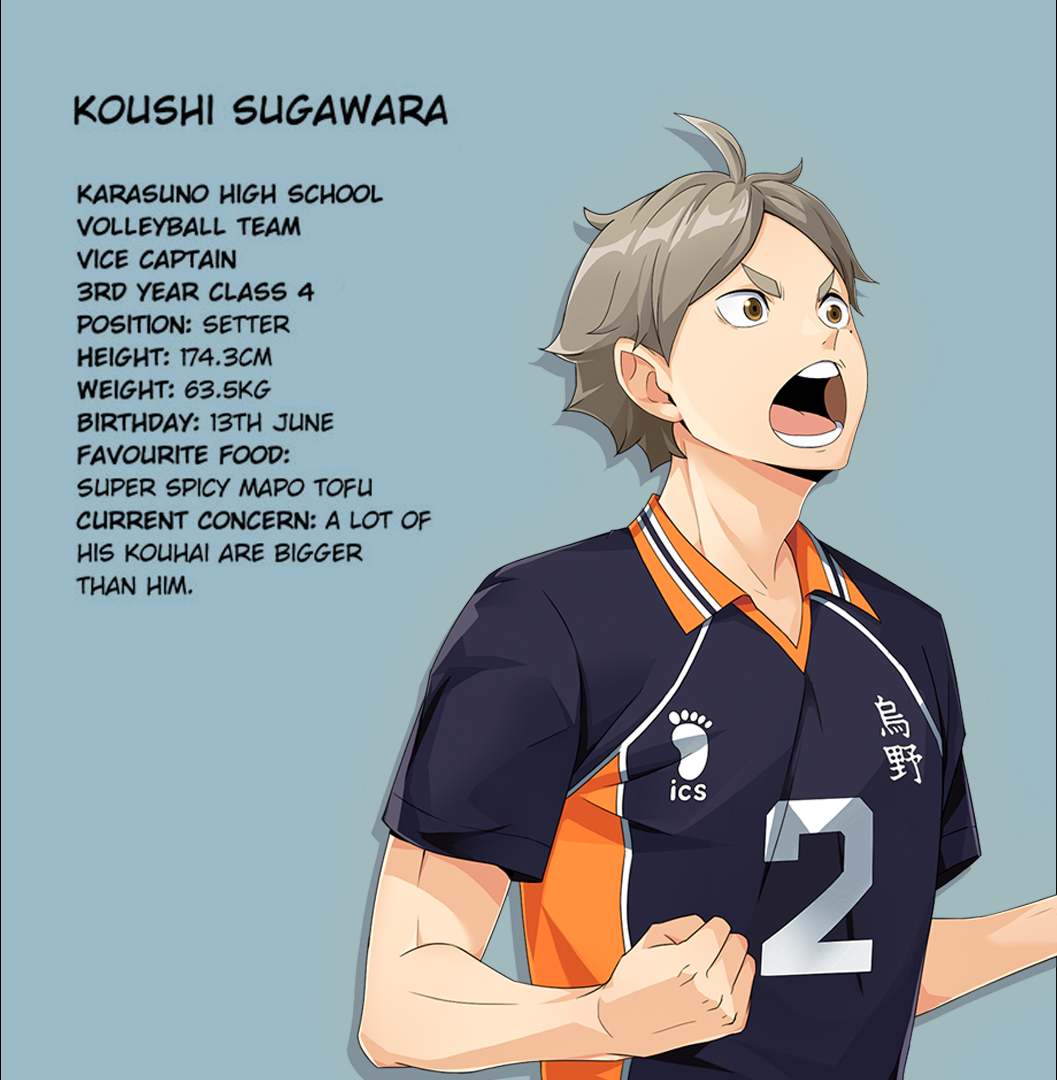 KOUSHI SUGAWARA
KARASUNO HIGH SCHOOL
VOLLEYBALL TEAM
VICE CAPTAIN
3RD YEAR CLASS 4
POSITION: SETTER
HEIGHT: 174.3CM
WEIGHT: 63.5KG
BIRTHDAY: 13TH JUNE
FAVOURITE FOOD:
SUPER SPICY MAPO TOFU
CURRENT CONCERN: A LOT OF
HIS KOUHAI ARE BIGGER
THAN HIM.
ics
烏野
2